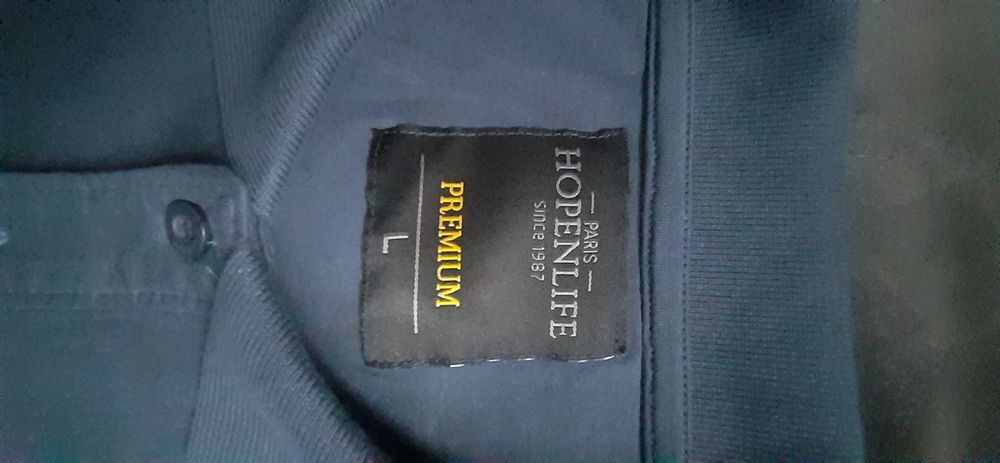 — PARIS —
HOPENLIFE
Since 1987
PREMIUM
L